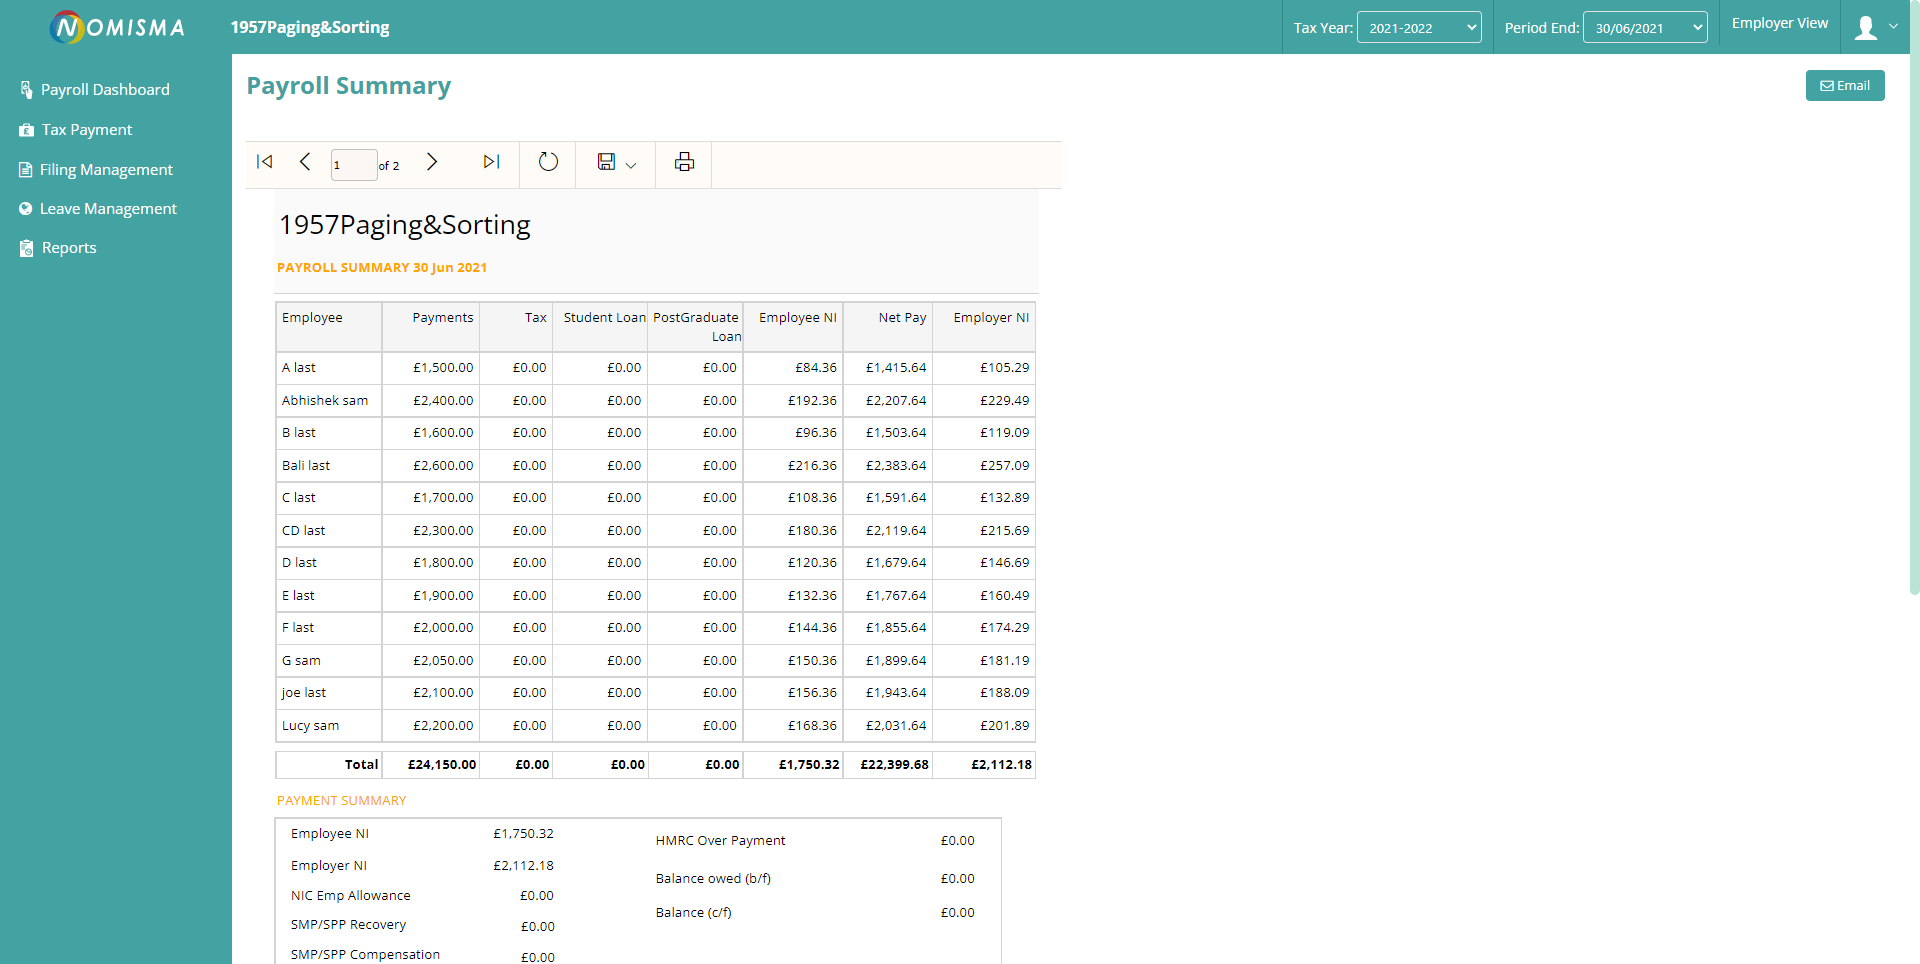 NOMISMA
1957Paging&Sorting
Tax Year: 2021-2022
Period End: 30/06/2021
Employer View
Payroll Dashboard
Tax Payment
Filing Management
Leave Management
Reports
Payroll Summary
Email
1 of 2
1957Paging&Sorting
PAYROLL SUMMARY 30 Jun 2021
Employee Payments Tax Student Loan PostGraduate Loan Employee NI Net Pay Employer NI
A last £1,500.00 £0.00 £0.00 £0.00 £84.36 £1,415.64 £105.29
Abhishek sam £2,400.00 £0.00 £0.00 £0.00 £192.36 £2,207.64 £229.49
B last £1,600.00 £0.00 £0.00 £0.00 £96.36 £1,503.64 £119.09
Bali last £2,600.00 £0.00 £0.00 £0.00 £216.36 £2,383.64 £257.09
C last £1,700.00 £0.00 £0.00 £0.00 £108.36 £1,591.64 £132.89
CD last £2,300.00 £0.00 £0.00 £0.00 £180.36 £2,119.64 £215.69
D last £1,800.00 £0.00 £0.00 £0.00 £120.36 £1,679.64 £146.69
E last £1,900.00 £0.00 £0.00 £0.00 £132.36 £1,767.64 £160.49
F last £2,000.00 £0.00 £0.00 £0.00 £144.36 £1,855.64 £174.29
G sam £2,050.00 £0.00 £0.00 £0.00 £150.36 £1,899.64 £181.19
joe last £2,100.00 £0.00 £0.00 £0.00 £156.36 £1,943.64 £188.09
Lucy sam £2,200.00 £0.00 £0.00 £0.00 £168.36 £2,031.64 £201.89
Total £24,150.00 £0.00 £0.00 £0.00 £1,750.32 £22,399.68 £2,112.18
PAYMENT SUMMARY
Employee NI £1,750.32
Employer NI £2,112.18
NIC Emp Allowance £0.00
SMP/SPP Recovery £0.00
SMP/SPP Compensation £0.00
HMRC Over Payment £0.00
Balance owed (b/f) £0.00
Balance (c/f) £0.00